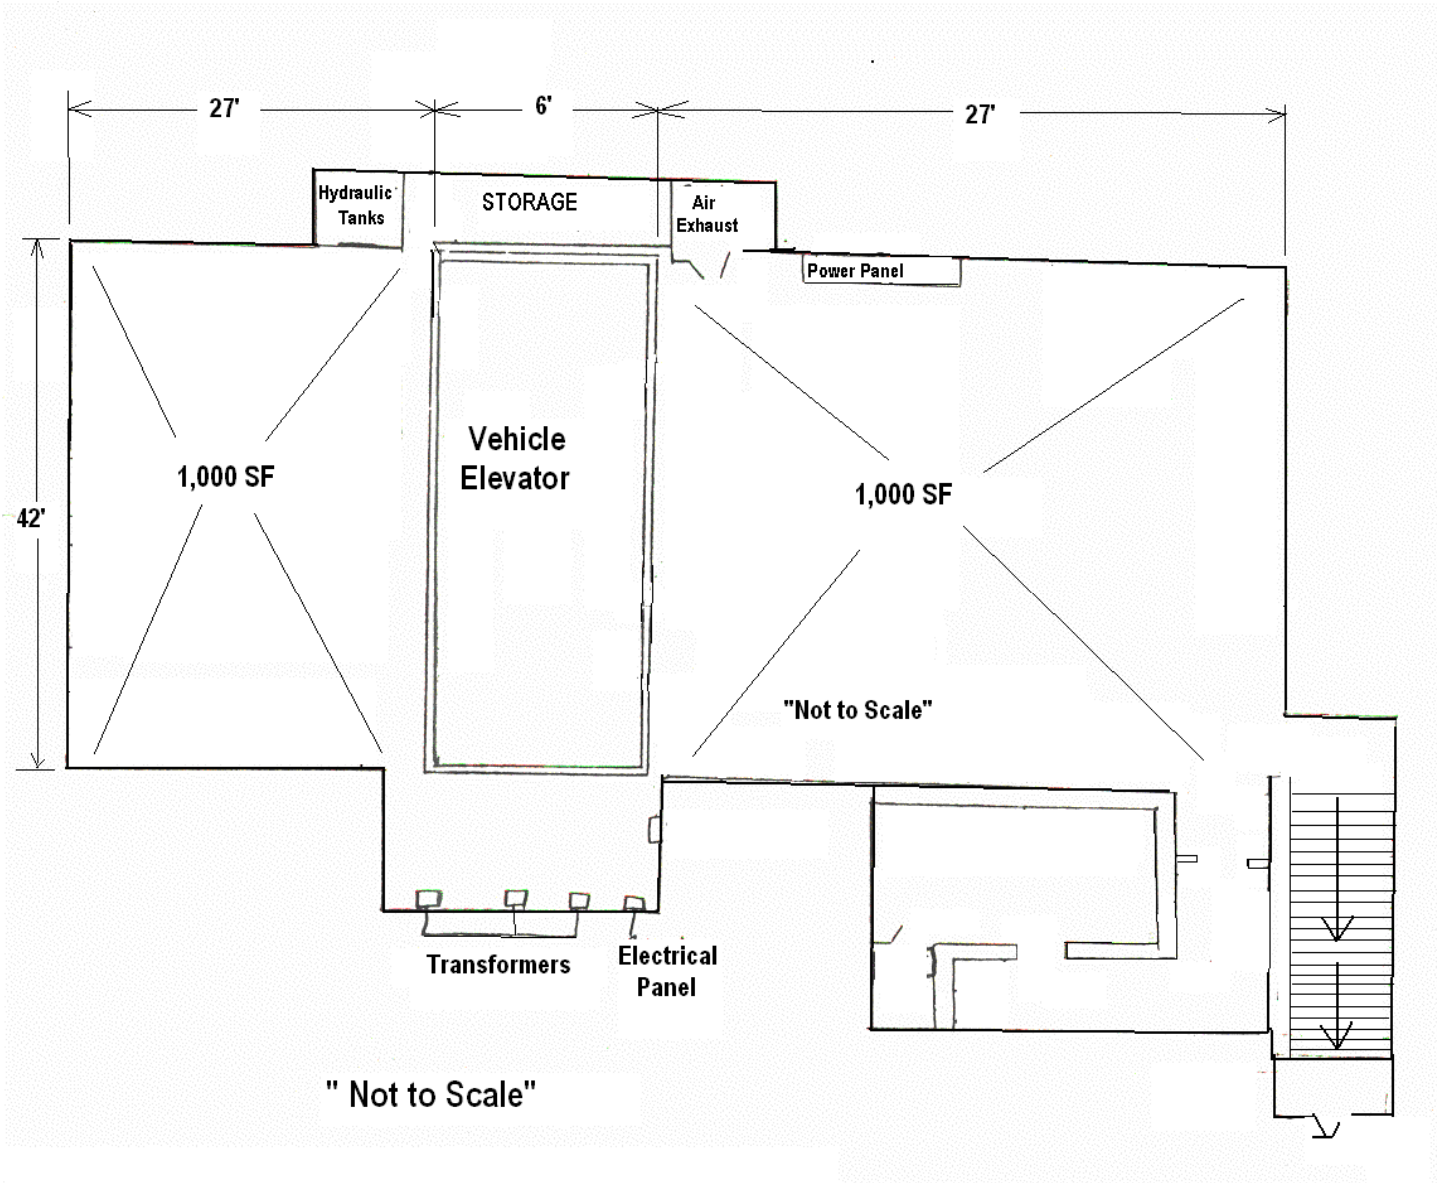 27'
6'
27'
Hydraulic
Tanks
STORAGE
Air
Exhaust
Power Panel
Vehicle
Elevator
1,000 SF
1,000 SF
42'
"Not to Scale"
Transformers
Electrical
Panel
" Not to Scale"